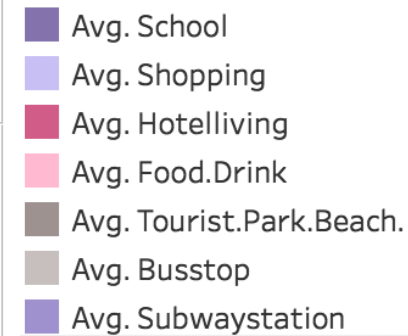 Avg. School
Avg. Shopping
Avg. Hotelliving
Avg. Food.Drink
Avg. Tourist.Park.Beach.
Avg. Busstop
Avg. Subwaystation